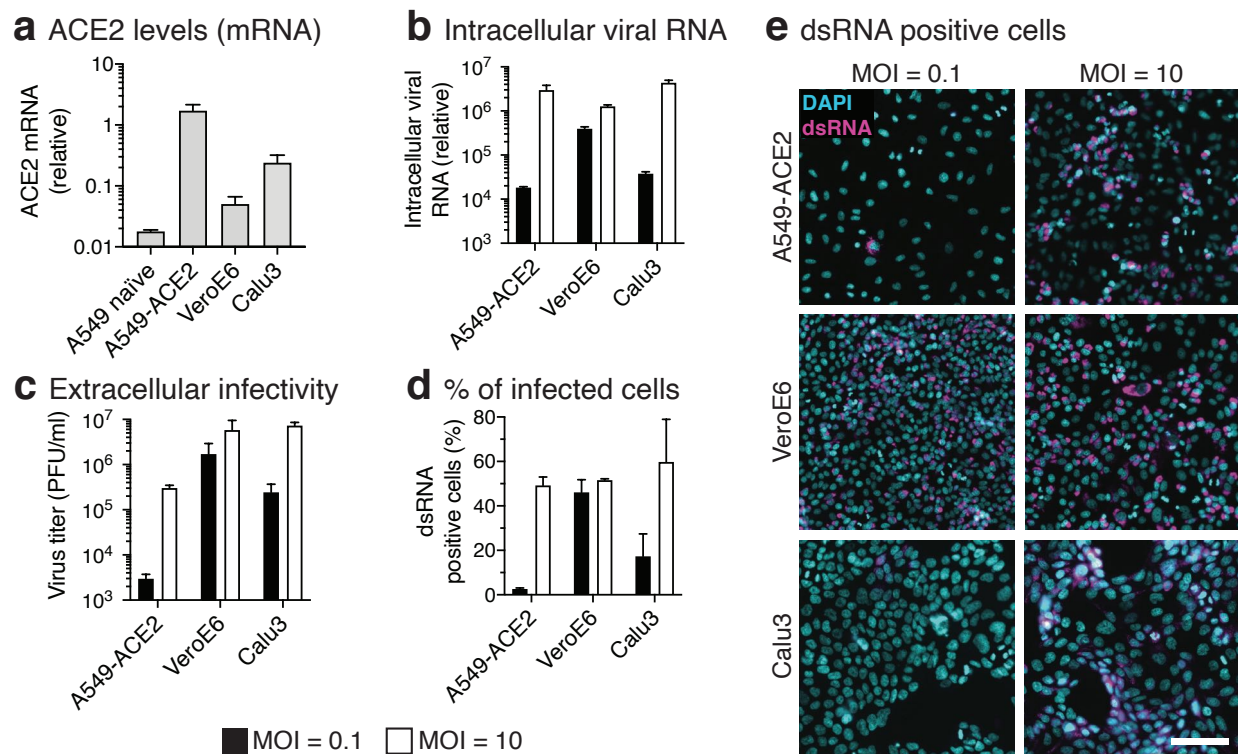 a ACE2 levels (mRNA)
ACE2 mRNA
(relative)
10
1
0.1
0.01
A549 naïve
A549-ACE2
VeroE6
Calu3
b Intracellular viral RNA
Intracellular viral
RNA (relative)
10⁷
10⁶
10⁵
10⁴
10³
A549-ACE2
VeroE6
Calu3
c Extracellular infectivity
Virus titer (PFU/ml)
10⁷
10⁶
10⁵
10⁴
10³
A549-ACE2
VeroE6
Calu3
d % of infected cells
dsRNA
positive cells (%)
80
60
40
20
0
A549-ACE2
VeroE6
Calu3
MOI = 0.1 MOI = 10
e dsRNA positive cells
MOI = 0.1 MOI = 10
DAPI
dsRNA
A549-ACE2
VeroE6
Calu3